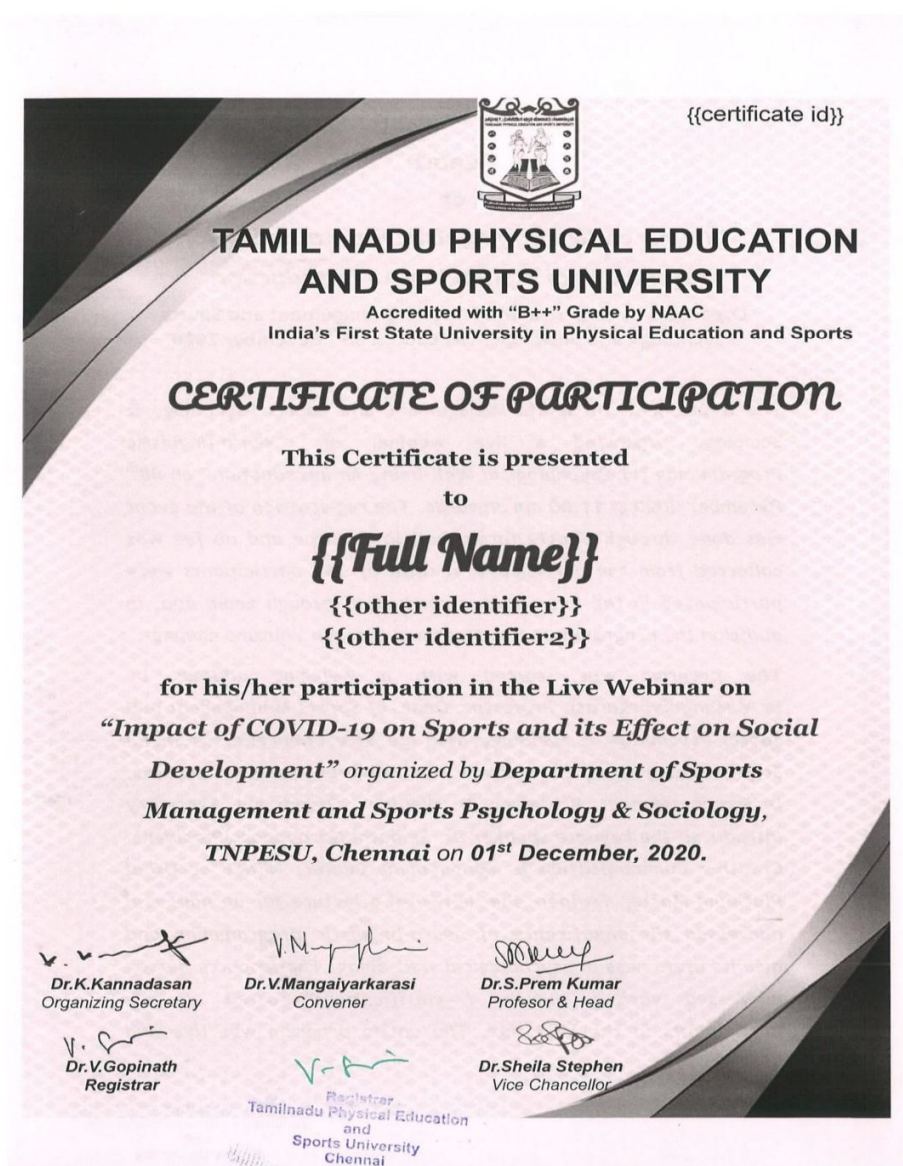 {{certificate id}}
TAMIL NADU PHYSICAL EDUCATION
AND SPORTS UNIVERSITY
Accredited with “B++” Grade by NAAC
India’s First State University in Physical Education and Sports
CERTIFICATE OF PARTICIPATION
This Certificate is presented
to
{{Full Name}}
{{other identifier}}
{{other identifier2}}
for his/her participation in the Live Webinar on
“Impact of COVID-19 on Sports and its Effect on Social
Development” organized by Department of Sports
Management and Sports Psychology & Sociology,
TNPESU, Chennai on 01st December, 2020.
Dr.K.Kannadasan
Organizing Secretary
Dr.V.Mangaiyarkarasi
Convener
Dr.S.Prem Kumar
Profesor & Head
Dr.V.Gopinath
Registrar
Dr.Sheila Stephen
Vice Chancellor
Registrar
Tamilnadu Physical Education
and
Sports University
Chennai